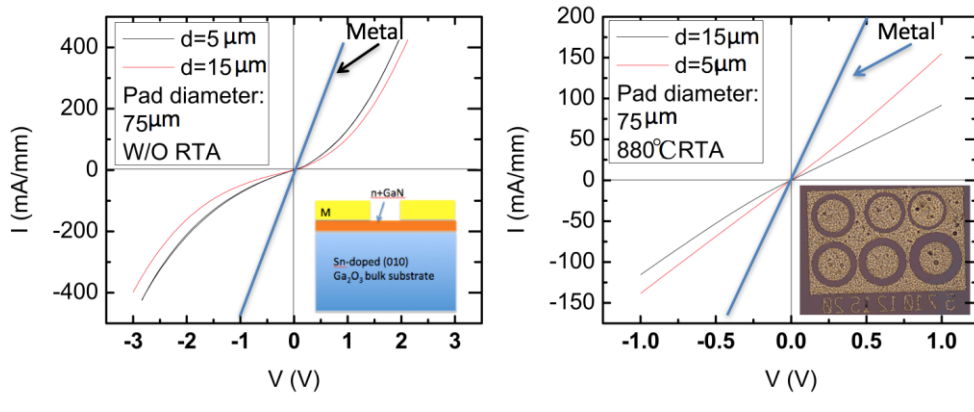 400
200
0
-200
-400
I (mA/mm)
d=5 μm
d=15μm
Pad diameter:
75μm
W/O RTA
Metal
n+GaN
M
Sn-doped (010)
Ga₂O₃ bulk substrate
-3 -2 -1 0 1 2 3
V (V)
200
150
100
50
0
-50
-100
-150
I (mA/mm)
d=15μm
d=5μm
Pad diameter:
75μm
880℃RTA
Metal
-1.0 -0.5 0.0 0.5 1.0
V (V)